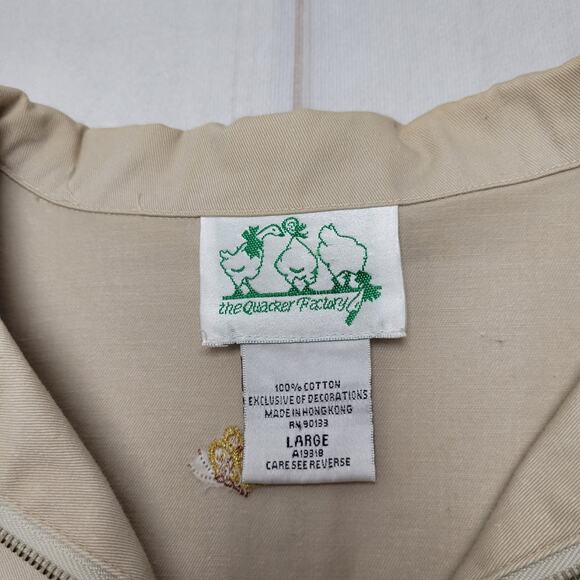 the Quacker Factory
100% COTTON
EXCLUSIVE OF DECORATIONS
MADE IN HONG KONG
RN 90133
LARGE
A19318
CARE SEE REVERSE